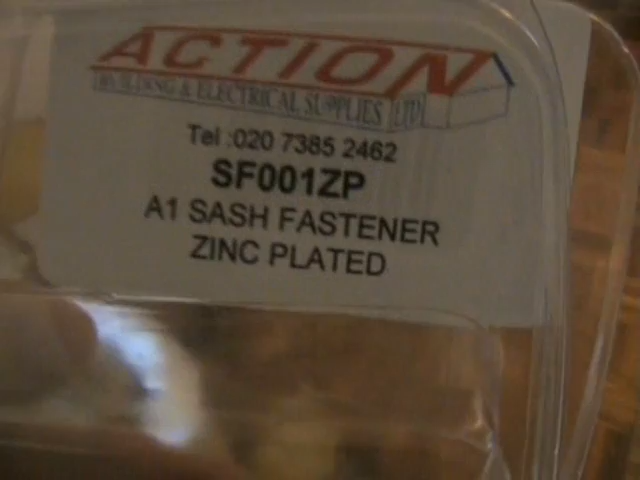 ACTION
BUILDING & ELECTRICAL SUPPLIES LTD
Tel :020 7385 2462
SF001ZP
A1 SASH FASTENER
ZINC PLATED